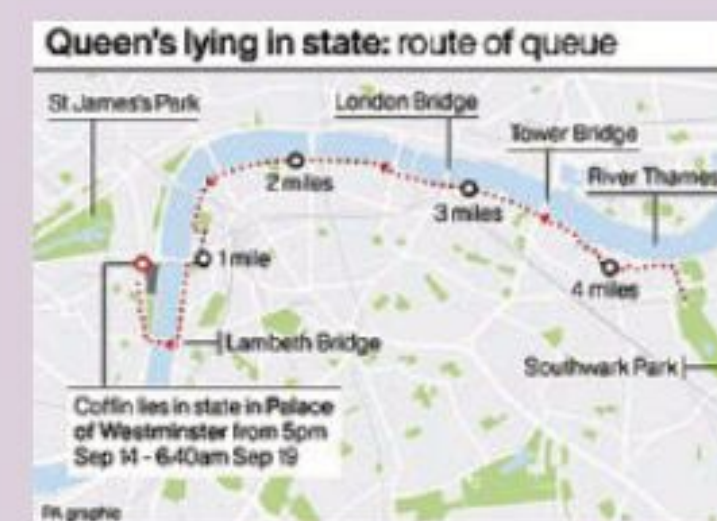 Queen's lying in state: route of queue
St James's Park
London Bridge
Tower Bridge
River Thames
2 miles
3 miles
1 mile
4 miles
Lambeth Bridge
Southwark Park
Coffin lies in state in Palace
of Westminster from 5pm
Sep 14 - 6.40am Sep 19
PA graphic